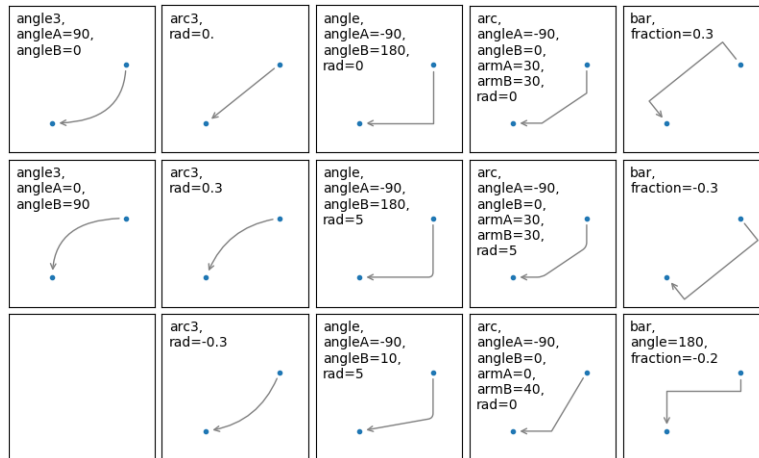 angle3,
angleA=90,
angleB=0
arc3,
rad=0.
angle,
angleA=-90,
angleB=180,
rad=0
arc,
angleA=-90,
angleB=0,
armA=30,
armB=30,
rad=0
bar,
fraction=0.3
angle3,
angleA=0,
angleB=90
arc3,
rad=0.3
angle,
angleA=-90,
angleB=180,
rad=5
arc,
angleA=-90,
angleB=0,
armA=30,
armB=30,
rad=5
bar,
fraction=-0.3
arc3,
rad=-0.3
angle,
angleA=-90,
angleB=10,
rad=5
arc,
angleA=-90,
angleB=0,
armA=0,
armB=40,
rad=0
bar,
angle=180,
fraction=-0.2